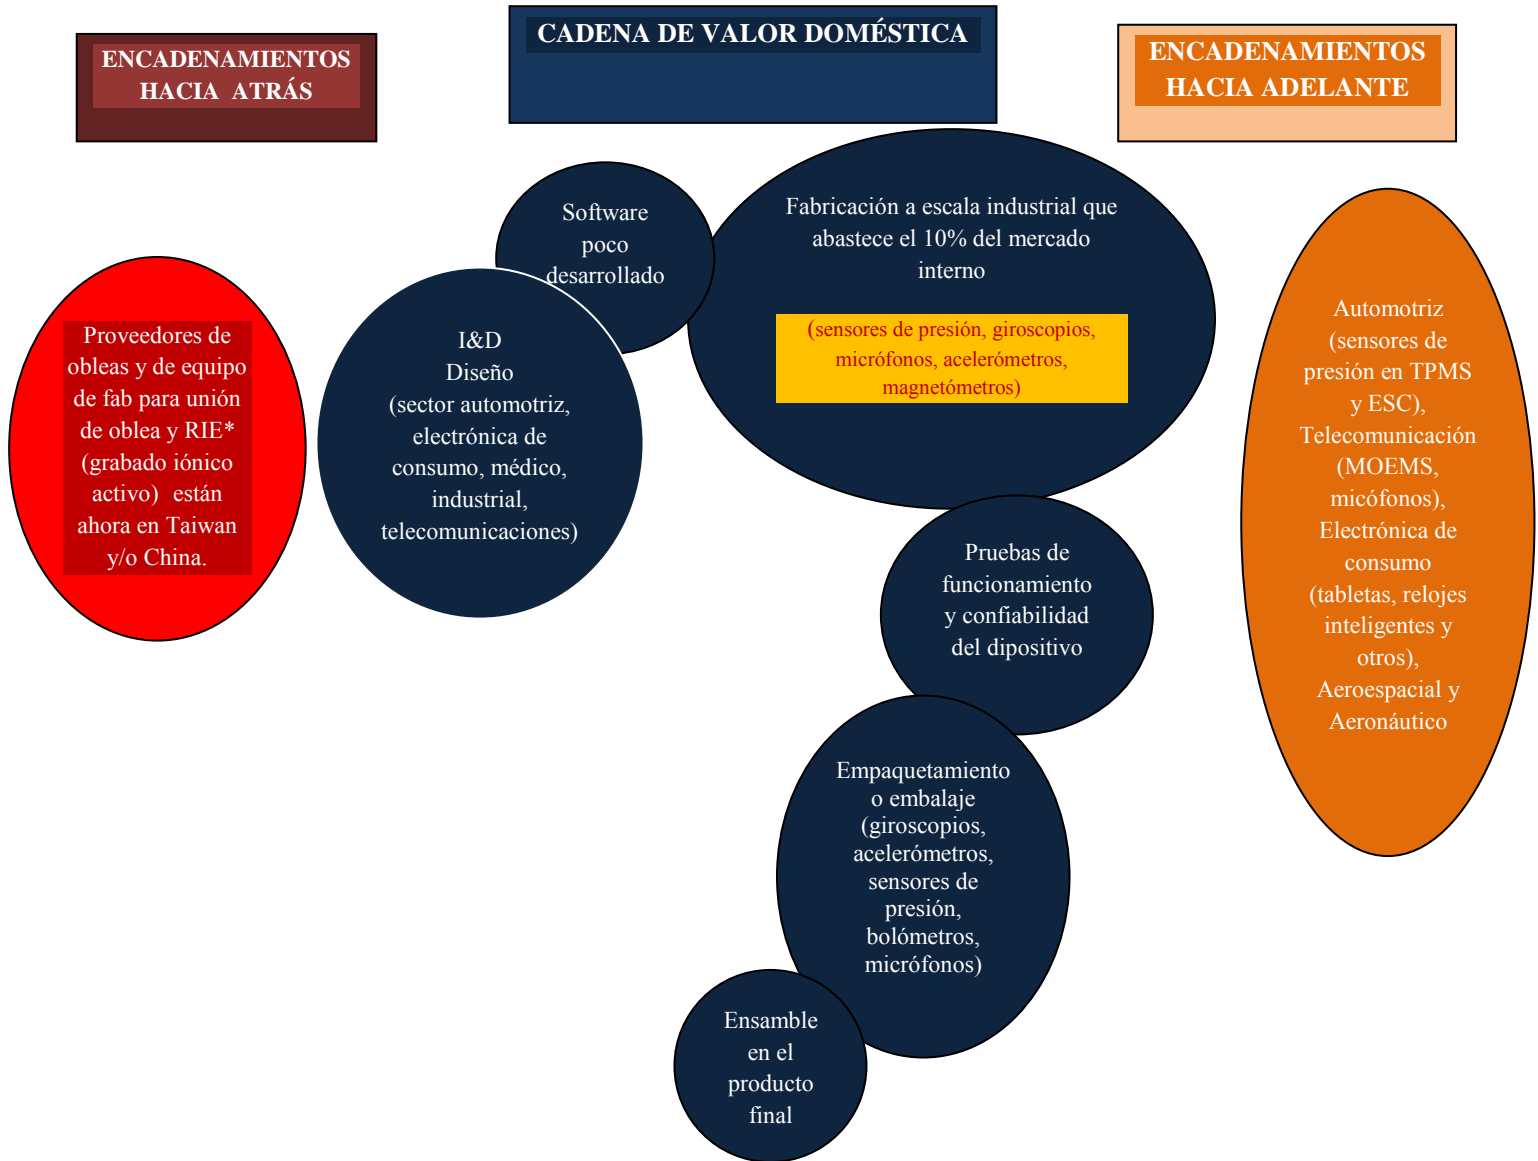 ENCADENAMIENTOS
HACIA ATRÁS
CADENA DE VALOR DOMÉSTICA
ENCADENAMIENTOS
HACIA ADELANTE
Proveedores de
obleas y de equipo
de fab para unión
de oblea y RIE*
(grabado iónico
activo) están
ahora en Taiwan
y/o China.
Software
poco
desarrollado
I&D
Diseño
(sector automotriz,
electrónica de
consumo, médico,
industrial,
telecomunicaciones)
Fabricación a escala industrial que
abastece el 10% del mercado
interno
(sensores de presión, giroscopios,
micrófonos, acelerómetros,
magnetómetros)
Pruebas de
funcionamiento
y confiabilidad
del dipositivo
Empaquetamiento
o embalaje
(giroscopios,
acelerómetros,
sensores de
presión,
bolómetros,
micrófonos)
Ensamble
en el
producto
final
Automotriz
(sensores de
presión en TPMS
y ESC),
Telecomunicación
(MOEMS,
micófonos),
Electrónica de
consumo
(tabletas, relojes
inteligentes y
otros),
Aeroespacial y
Aeronáutico